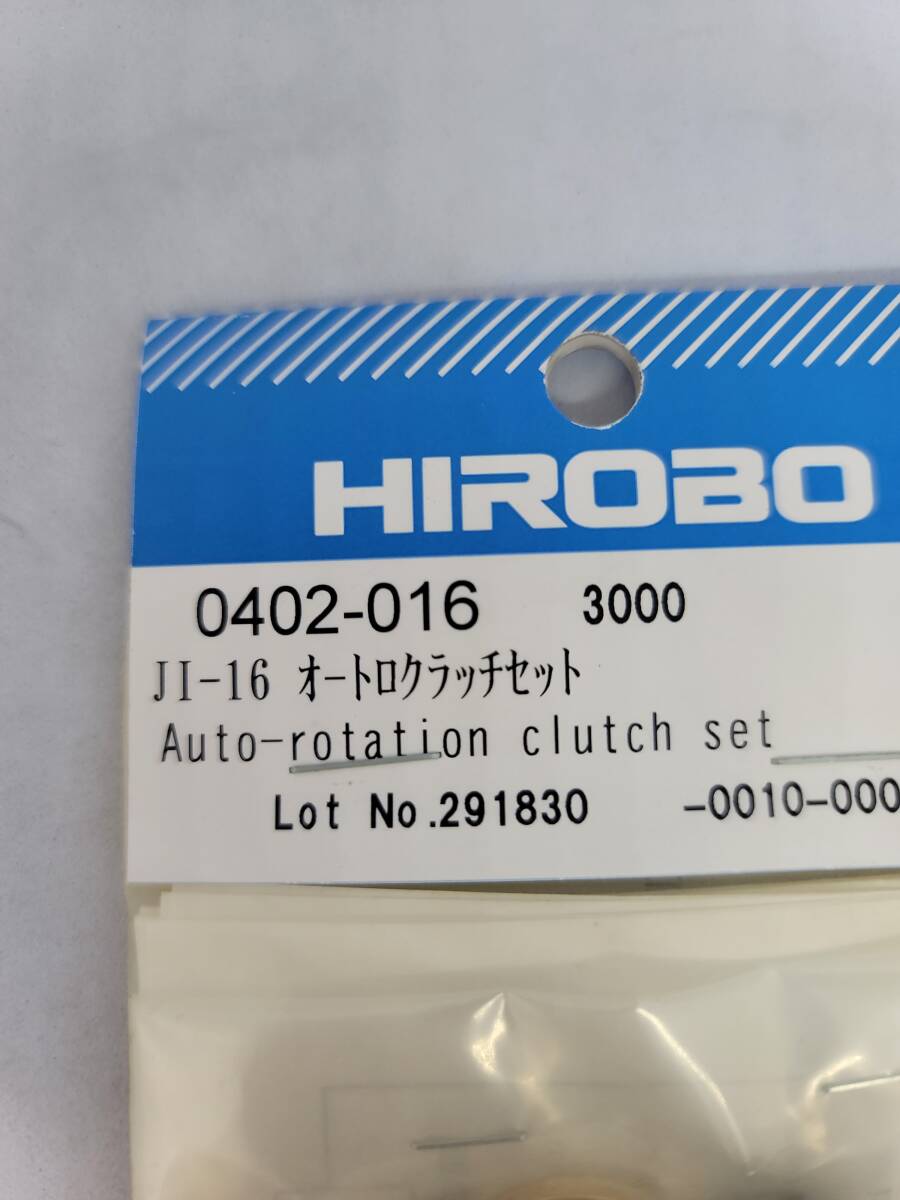 HIROBO
0402-016 3000
JI-16 オートロクラッチセット
Auto-rotation clutch set
Lot No.291830 -0010-000